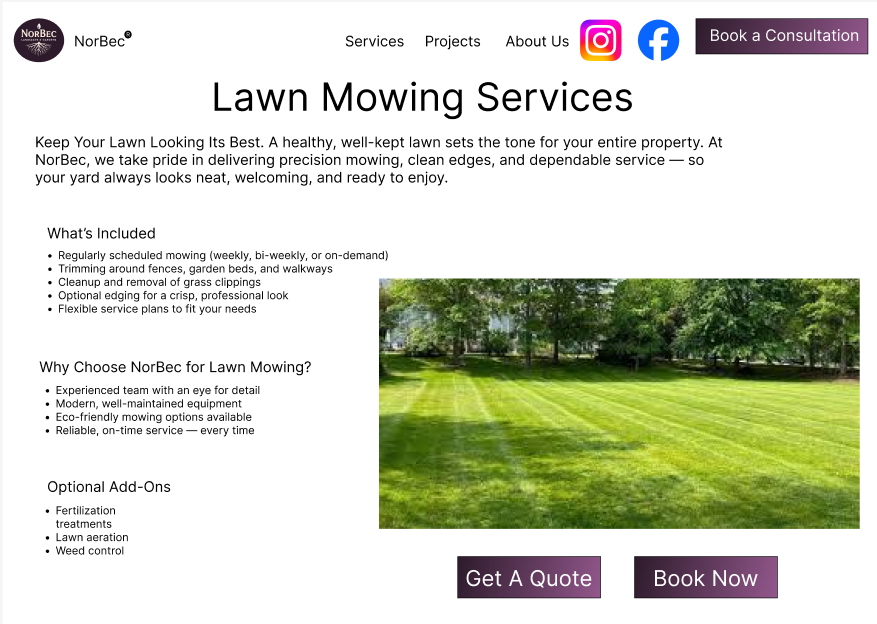 NorBec
LANDSCAPE & GARDENS
NorBec®
Services
Projects
About Us
Book a Consultation
Lawn Mowing Services
Keep Your Lawn Looking Its Best. A healthy, well-kept lawn sets the tone for your entire property. At
NorBec, we take pride in delivering precision mowing, clean edges, and dependable service — so
your yard always looks neat, welcoming, and ready to enjoy.
What’s Included
• Regularly scheduled mowing (weekly, bi-weekly, or on-demand)
• Trimming around fences, garden beds, and walkways
• Cleanup and removal of grass clippings
• Optional edging for a crisp, professional look
• Flexible service plans to fit your needs
Why Choose NorBec for Lawn Mowing?
• Experienced team with an eye for detail
• Modern, well-maintained equipment
• Eco-friendly mowing options available
• Reliable, on-time service — every time
Optional Add-Ons
• Fertilization
treatments
• Lawn aeration
• Weed control
Get A Quote
Book Now